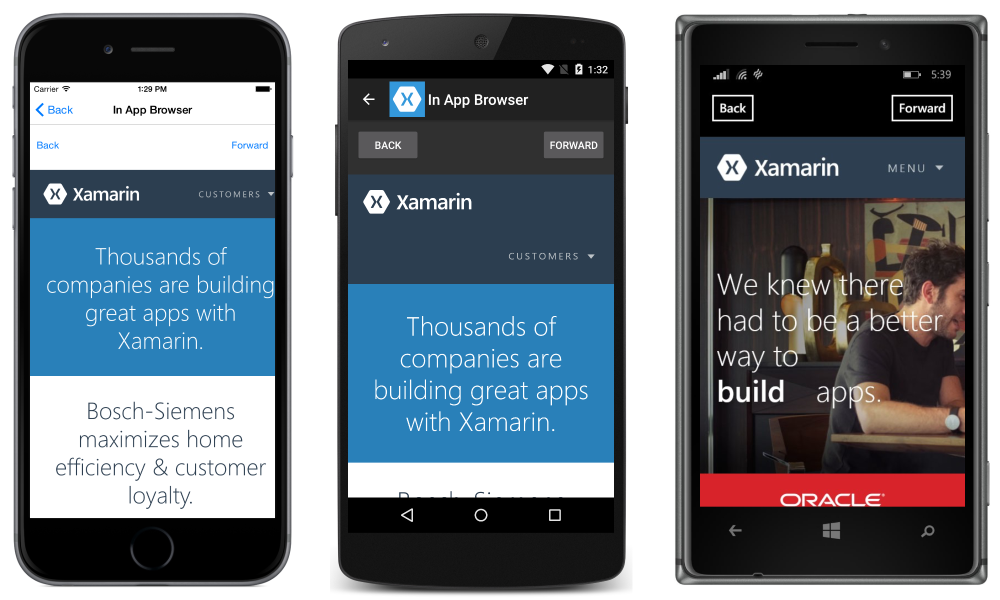 Carrier 1:29 PM
Back In App Browser
Back Forward
Xamarin CUSTOMERS
Thousands of
companies are building
great apps with
Xamarin.
Bosch-Siemens
maximizes home
efficiency & customer
loyalty.
1:32
In App Browser
BACK FORWARD
Xamarin
CUSTOMERS
Thousands of
companies are
building great apps
with Xamarin.
Bosch-Siemens
5:39
Back Forward
Xamarin MENU
We knew there
had to be a better
way to
build apps.
ORACLE